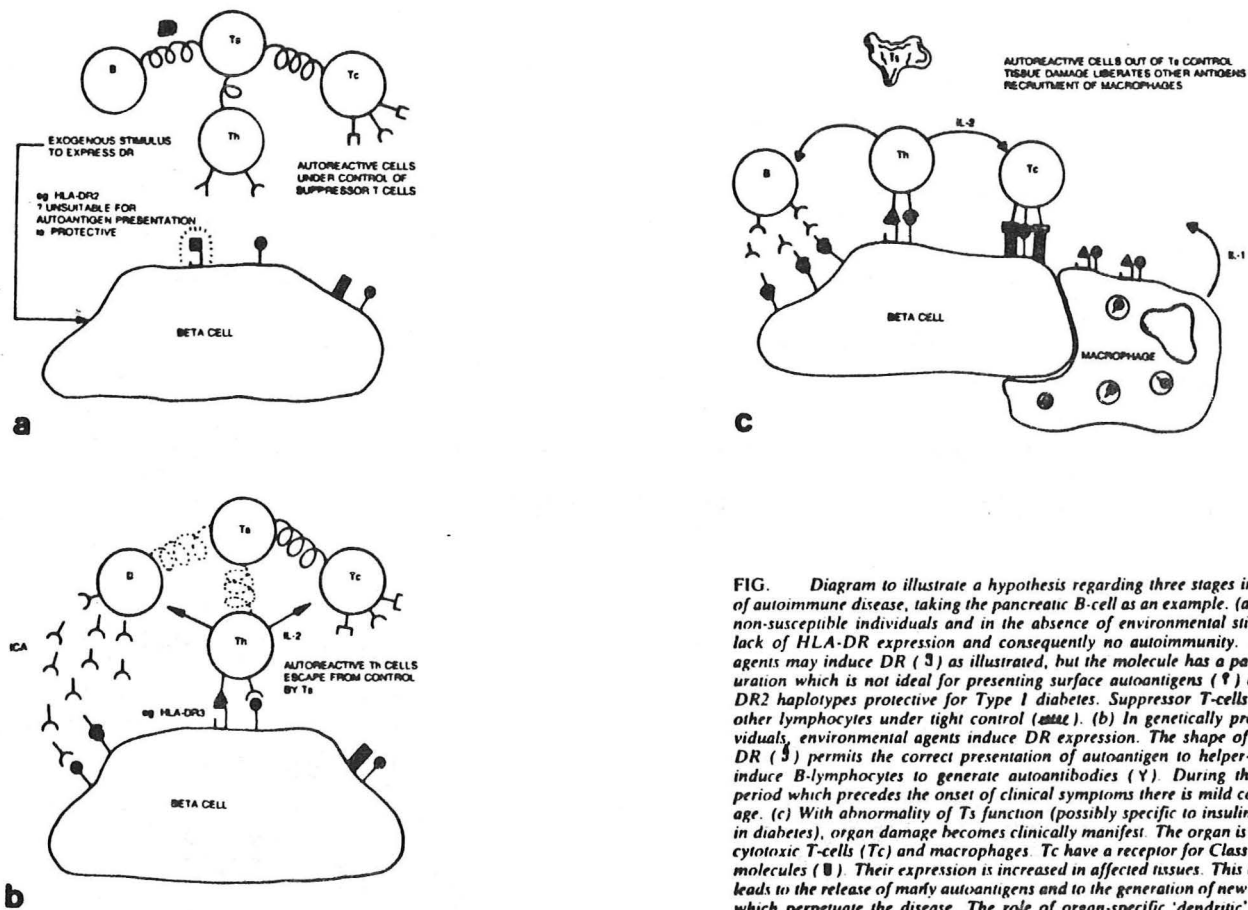 B
Ts
Tc
Th
EXOGENOUS STIMULUS
TO EXPRESS DR
AUTOREACTIVE CELLS
UNDER CONTROL OF
SUPPRESSOR T CELLS
eg HLA-DR2
? UNSUITABLE FOR
AUTOANTIGEN PRESENTATION
ie PROTECTIVE
BETA CELL
a
Ts
AUTOREACTIVE CELLS OUT OF Ts CONTROL
TISSUE DAMAGE LIBERATES OTHER ANTIGENS
RECRUITMENT OF MACROPHAGES
IL-2
B
Th
Tc
IL-1
BETA CELL
MACROPHAGE
c
Ts
B
Tc
Th
IL-2
ICA
AUTOREACTIVE Th CELLS
ESCAPE FROM CONTROL
BY Ts
eg HLA-DR3
BETA CELL
b
FIG. Diagram to illustrate a hypothesis regarding three stages i
of autoimmune disease, taking the pancreatic B-cell as an example. (a
non-susceptible individuals and in the absence of environmental sti
lack of HLA-DR expression and consequently no autoimmunity.
agents may induce DR ( ) as illustrated, but the molecule has a pa
uration which is not ideal for presenting surface autoantigens ( )
DR2 haplotypes protective for Type I diabetes. Suppressor T-cells
other lymphocytes under tight control ( ). (b) In genetically pr
viduals, environmental agents induce DR expression. The shape of
DR ( ) permits the correct presentation of autoantigen to helper-
induce B-lymphocytes to generate autoantibodies (Y). During th
period which precedes the onset of clinical symptoms there is mild c
age. (c) With abnormality of Ts function (possibly specific to insulin
in diabetes), organ damage becomes clinically manifest. The organ is
cytotoxic T-cells (Tc) and macrophages. Tc have a receptor for Class
molecules ( ). Their expression is increased in affected tissues. This
leads to the release of many autoantigens and to the generation of new
which perpetuate the disease. The role of organ-specific 'dendritic'